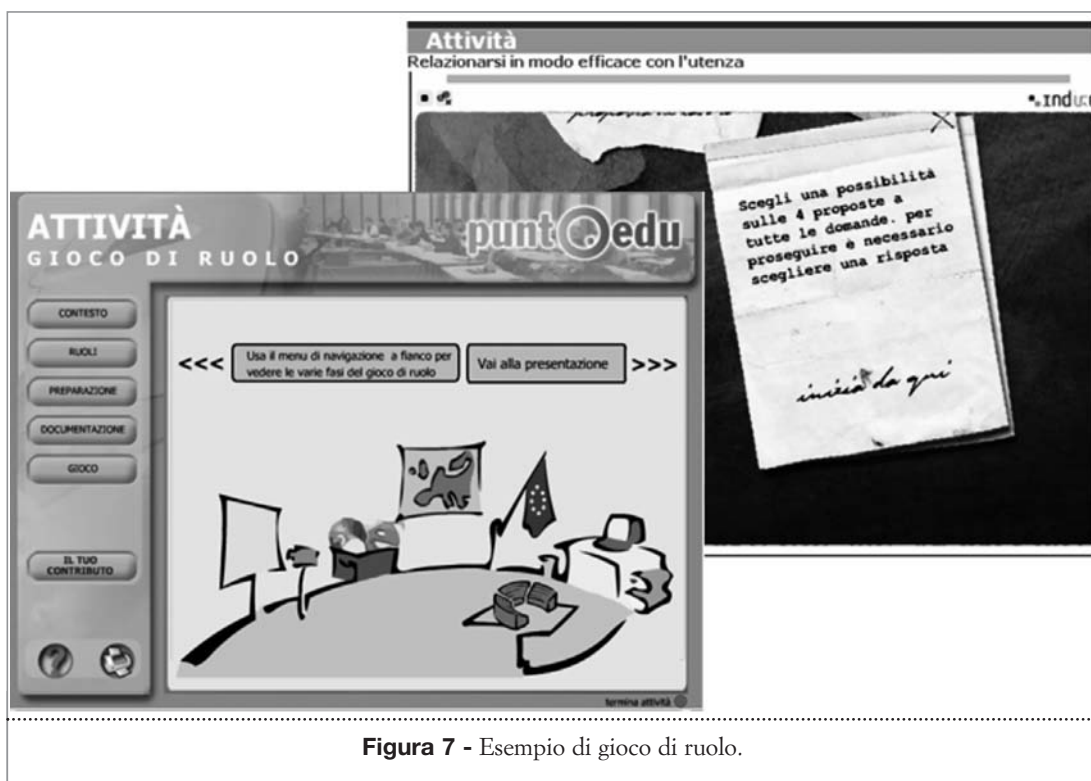 Attività
Relazionarsi in modo efficace con l'utenza
Scegli una possibilità
sulle 4 proposte a
tutte le domande. per
proseguire è necessario
scegliere una risposta
inizia da qui
ATTIVITÀ
GIOCO DI RUOLO
puntoedu
CONTESTO
RUOLI
PREPARAZIONE
DOCUMENTAZIONE
GIOCO
IL TUO
CONTRIBUTO
<<<
Usa il menu di navigazione a fianco per
vedere le varie fasi del gioco di ruolo
Vai alla presentazione
>>>
termina attività
Figura 7 - Esempio di gioco di ruolo.